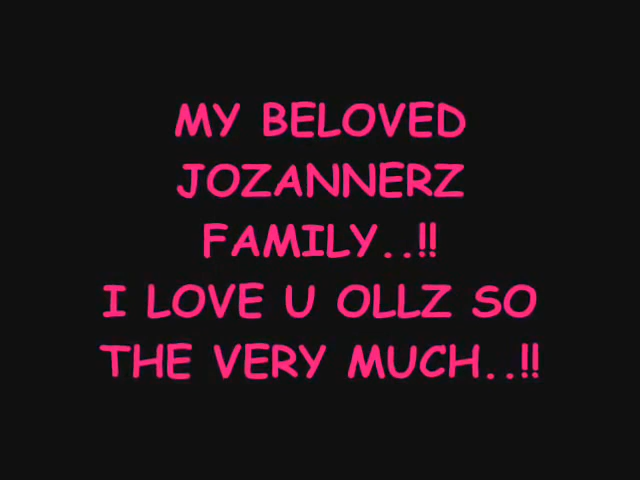 MY BELOVED
JOZANNERZ
FAMILY..!!
I LOVE U OLLZ SO
THE VERY MUCH..!!